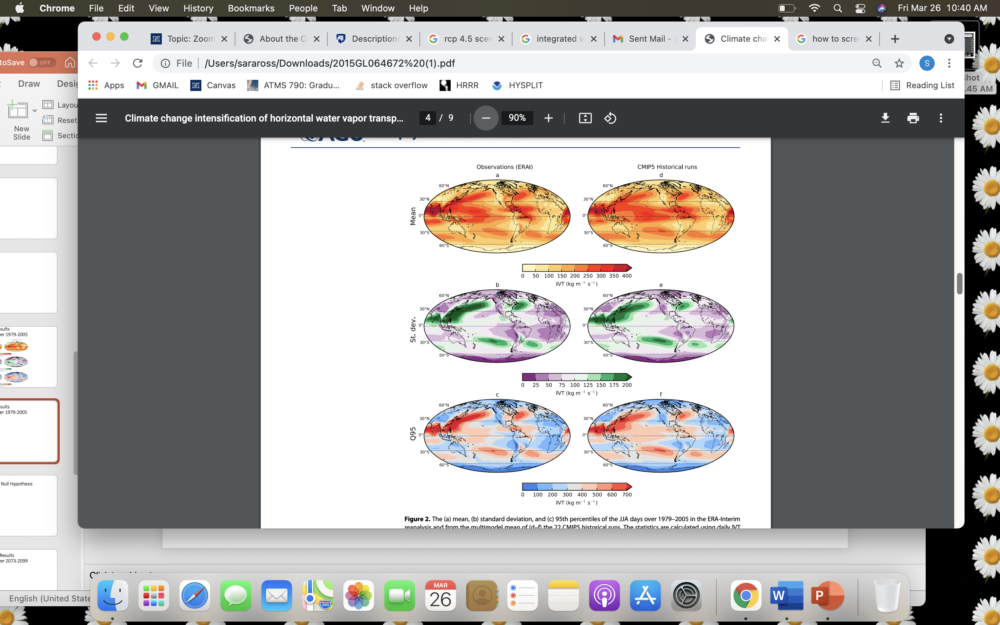 Chrome File Edit View History Bookmarks People Tab Window Help Fri Mar 26 10:40 AM
Topic: Zoom About the C Descriptions rcp 4.5 scen integrated v Sent Mail - s Climate cha how to scre
File /Users/saraross/Downloads/2015GL064672%20(1).pdf S
Apps GMAIL Canvas ATMS 790: Gradu... stack overflow HRRR HYSPLIT Reading List
Climate change intensification of horizontal water vapor transp... 4 / 9 90%
toSave OFF
Draw Desig
New
Slide
Layou
Reset
Sectio
hot
.45 AM
Observations (ERAI) CMIP5 Historical runs
a d
Mean
60°N 60°N
30°N 30°N
0° 0°
30°S 30°S
60°S 60°S
0 50 100 150 200 250 300 350 400
IVT (kg m⁻¹ s⁻¹)
b e
St. dev.
60°N 60°N
30°N 30°N
0° 0°
30°S 30°S
60°S 60°S
0 25 50 75 100 125 150 175 200
IVT (kg m⁻¹ s⁻¹)
c f
Q95
60°N 60°N
30°N 30°N
0° 0°
30°S 30°S
60°S 60°S
0 100 200 300 400 500 600 700
IVT (kg m⁻¹ s⁻¹)
Figure 2. The (a) mean, (b) standard deviation, and (c) 95th percentiles of the JJA days over 1979–2005 in the ERA-Interim
reanalysis and from the multimodel mean of (d–f) the 22 CMIP5 historical runs. The statistics are calculated using daily IVT
sults
er 1979-2005
sults
er 1979-2005
Null Hypothesis
Results
er 2073-2099
English (United State
280
MAR
26
W
P